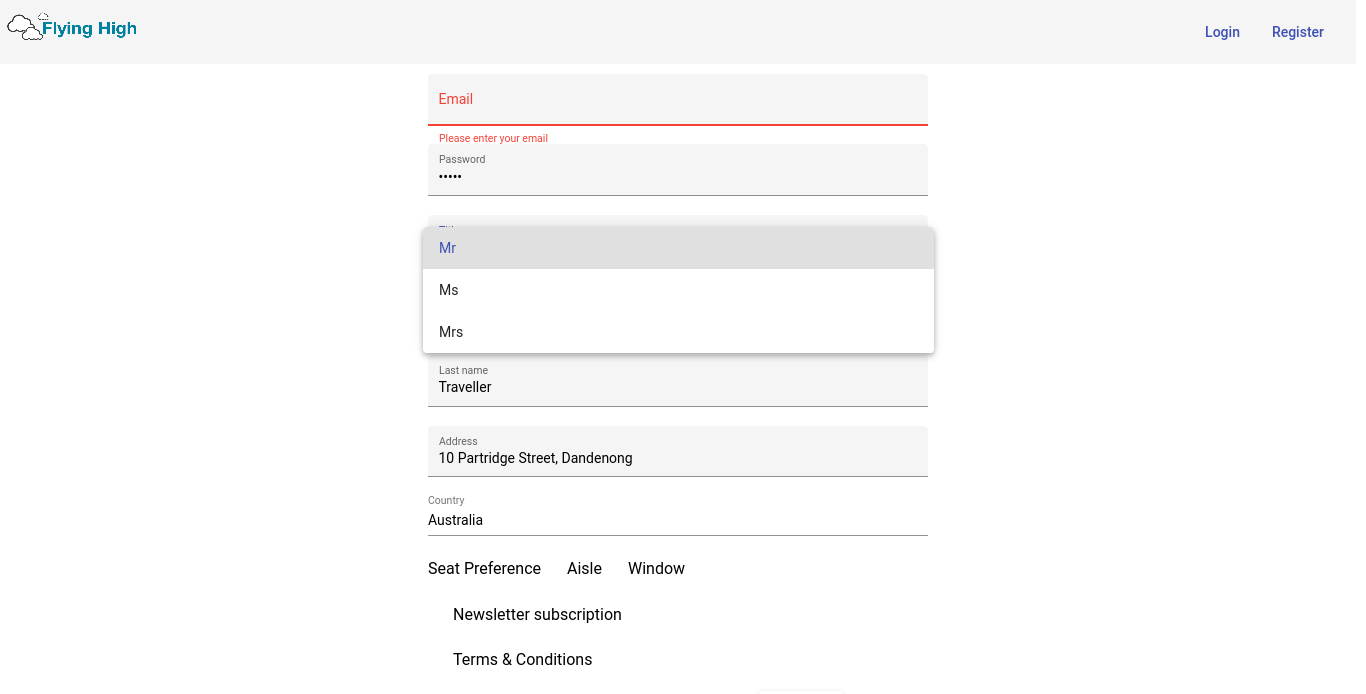 Flying High
Login Register
Email
Please enter your email
Password
•••••
Mr
Ms
Mrs
Last name
Traveller
Address
10 Partridge Street, Dandenong
Country
Australia
Seat Preference Aisle Window
Newsletter subscription
Terms & Conditions